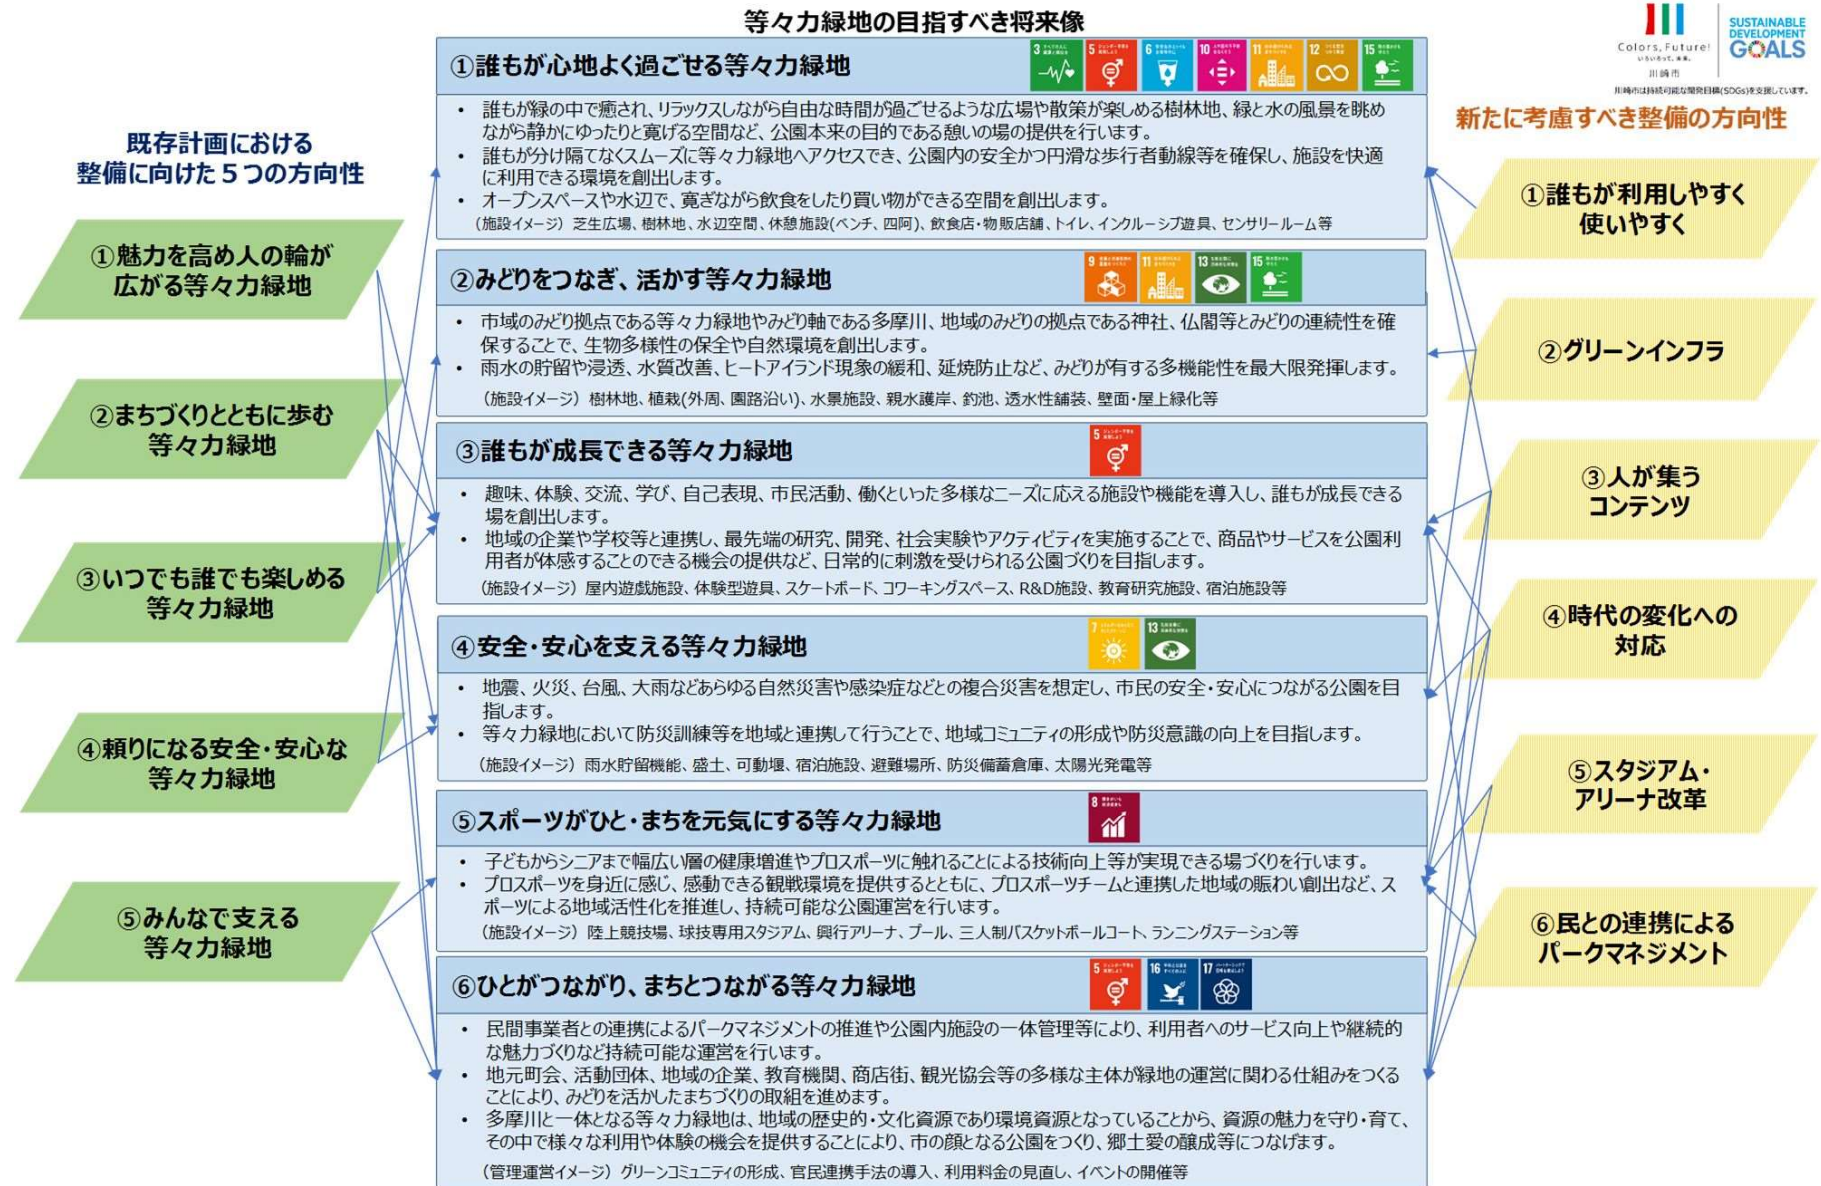 等々力緑地の目指すべき将来像
Colors, Future!
いろいろって、未来。
川崎市
SUSTAINABLE
DEVELOPMENT
GOALS
川崎市は持続可能な開発目標(SDGs)を支援しています。
既存計画における
整備に向けた5つの方向性
①魅力を高め人の輪が
広がる等々力緑地
②まちづくりとともに歩む
等々力緑地
③いつでも誰でも楽しめる
等々力緑地
④頼りになる安全・安心な
等々力緑地
⑤みんなで支える
等々力緑地
①誰もが心地よく過ごせる等々力緑地
3
5
6
10
11
12
15
• 誰もが緑の中で癒され、リラックスしながら自由な時間が過ごせるような広場や散策が楽しめる樹林地、緑と水の風景を眺め
ながら静かにゆったりと寛げる空間など、公園本来の目的である憩いの場の提供を行います。
• 誰もが分け隔てなくスムーズに等々力緑地へアクセスでき、公園内の安全かつ円滑な歩行者動線等を確保し、施設を快適
に利用できる環境を創出します。
• オープンスペースや水辺で、寛ぎながら飲食をしたり買い物ができる空間を創出します。
(施設イメージ) 芝生広場、樹林地、水辺空間、休憩施設(ベンチ、四阿)、飲食店・物販店舗、トイレ、インクルーシブ遊具、センサリールーム等
②みどりをつなぎ、活かす等々力緑地
9
11
13
15
• 市域のみどり拠点である等々力緑地やみどり軸である多摩川、地域のみどりの拠点である神社、仏閣等とみどりの連続性を確
保することで、生物多様性の保全や自然環境を創出します。
• 雨水の貯留や浸透、水質改善、ヒートアイランド現象の緩和、延焼防止など、みどりが有する多機能性を最大限発揮します。
(施設イメージ) 樹林地、植栽(外周、園路沿い)、水景施設、親水護岸、釣池、透水性舗装、壁面・屋上緑化等
③誰もが成長できる等々力緑地
5
• 趣味、体験、交流、学び、自己表現、市民活動、働くといった多様なニーズに応える施設や機能を導入し、誰もが成長できる
場を創出します。
• 地域の企業や学校等と連携し、最先端の研究、開発、社会実験やアクティビティを実施することで、商品やサービスを公園利
用者が体感することのできる機会の提供など、日常的に刺激を受けられる公園づくりを目指します。
(施設イメージ) 屋内遊戯施設、体験型遊具、スケートボード、コワーキングスペース、R&D施設、教育研究施設、宿泊施設等
④安全・安心を支える等々力緑地
7
13
• 地震、火災、台風、大雨などあらゆる自然災害や感染症などとの複合災害を想定し、市民の安全・安心につながる公園を目
指します。
• 等々力緑地において防災訓練等を地域と連携して行うことで、地域コミュニティの形成や防災意識の向上を目指します。
(施設イメージ) 雨水貯留機能、盛土、可動堰、宿泊施設、避難場所、防災備蓄倉庫、太陽光発電等
⑤スポーツがひと・まちを元気にする等々力緑地
8
• 子どもからシニアまで幅広い層の健康増進やプロスポーツに触れることによる技術向上等が実現できる場づくりを行います。
• プロスポーツを身近に感じ、感動できる観戦環境を提供するとともに、プロスポーツチームと連携した地域の賑わい創出など、ス
ポーツによる地域活性化を推進し、持続可能な公園運営を行います。
(施設イメージ) 陸上競技場、球技専用スタジアム、興行アリーナ、プール、三人制バスケットボールコート、ランニングステーション等
⑥ひとがつながり、まちとつながる等々力緑地
5
16
17
• 民間事業者との連携によるパークマネジメントの推進や公園内施設の一体管理等により、利用者へのサービス向上や継続的
な魅力づくりなど持続可能な運営を行います。
• 地元町会、活動団体、地域の企業、教育機関、商店街、観光協会等の多様な主体が緑地の運営に関わる仕組みをつくる
ことにより、みどりを活かしたまちづくりの取組を進めます。
• 多摩川と一体となる等々力緑地は、地域の歴史的・文化資源であり環境資源となっていることから、資源の魅力を守り・育て、
その中で様々な利用や体験の機会を提供することにより、市の顔となる公園をつくり、郷土愛の醸成等につなげます。
(管理運営イメージ) グリーンコミュニティの形成、官民連携手法の導入、利用料金の見直し、イベントの開催等
新たに考慮すべき整備の方向性
①誰もが利用しやすく
使いやすく
②グリーンインフラ
③人が集う
コンテンツ
④時代の変化への
対応
⑤スタジアム・
アリーナ改革
⑥民との連携による
パークマネジメント